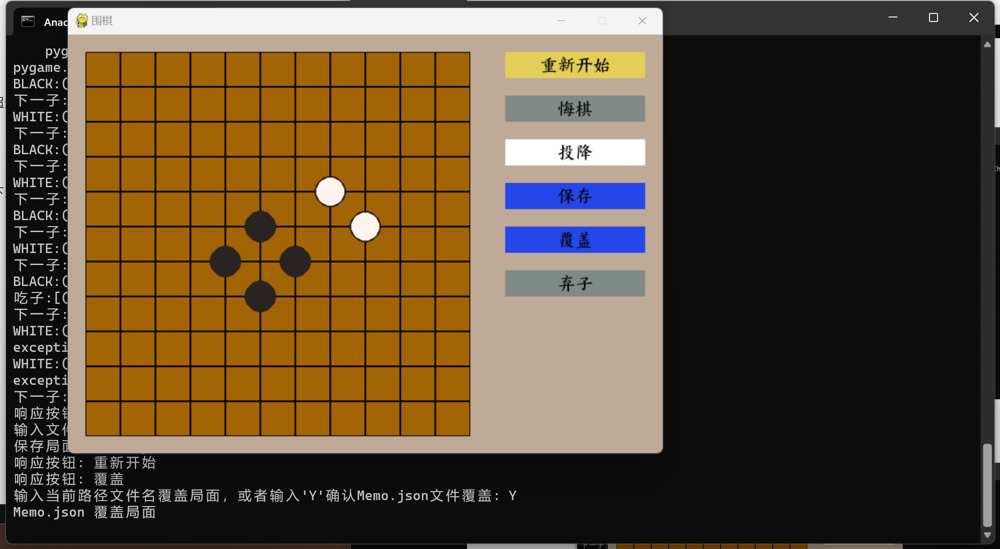 围棋
重新开始
悔棋
投降
保存
覆盖
弃子
Anac
pyg
pygame.
BLACK:(
下一子:
WHITE:(
下一子:
BLACK:(
下一子:
WHITE:(
下一子:
BLACK:(
下一子:
WHITE:(
下一子:
BLACK:(
吃子:[(
下一子:
WHITE:(
excepti
WHITE:(
excepti
下一子:
响应按
输入文
保存局
响应按钮: 重新开始
响应按钮: 覆盖
输入当前路径文件名覆盖局面, 或者输入'Y'确认Memo.json文件覆盖: Y
Memo.json 覆盖局面